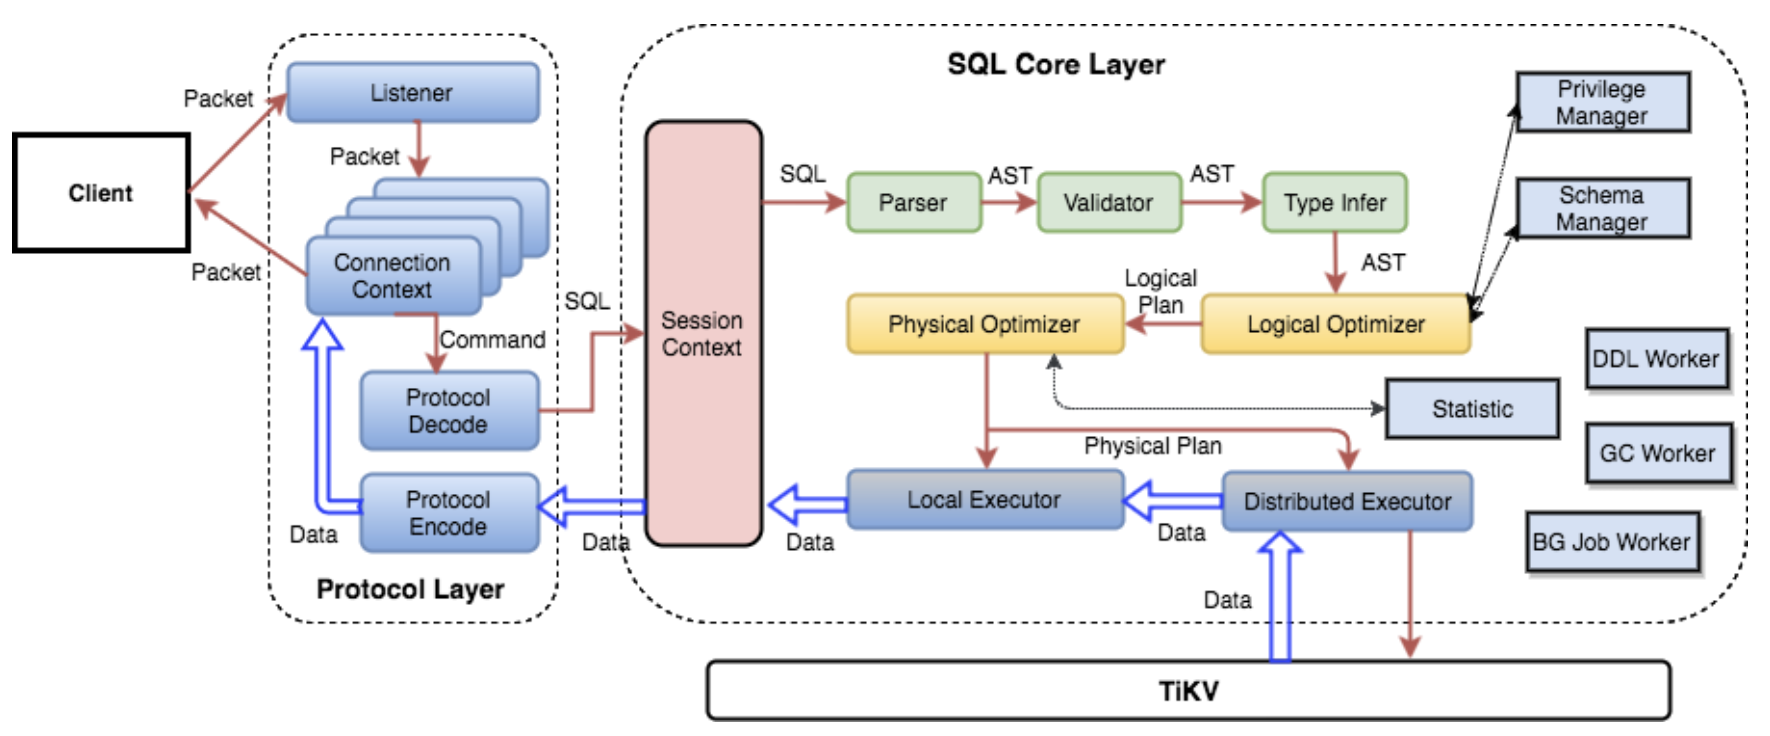 SQL Core Layer
Packet
Listener
Privilege
Manager
Packet
Client
SQL
Parser
AST
Validator
AST
Type Infer
Schema
Manager
Packet
Connection
Context
AST
Logical
Plan
SQL
Session
Context
Physical Optimizer
Logical Optimizer
Command
DDL Worker
Protocol
Decode
Statistic
Physical Plan
GC Worker
Protocol
Encode
Local Executor
Distributed Executor
Data
Data
Data
Data
BG Job Worker
Protocol Layer
Data
TiKV